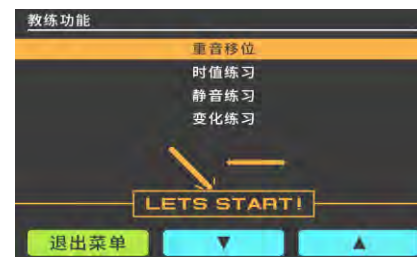 教练功能
重音移位
时值练习
静音练习
变化练习
LETS START!
退出菜单 ▼ ▲